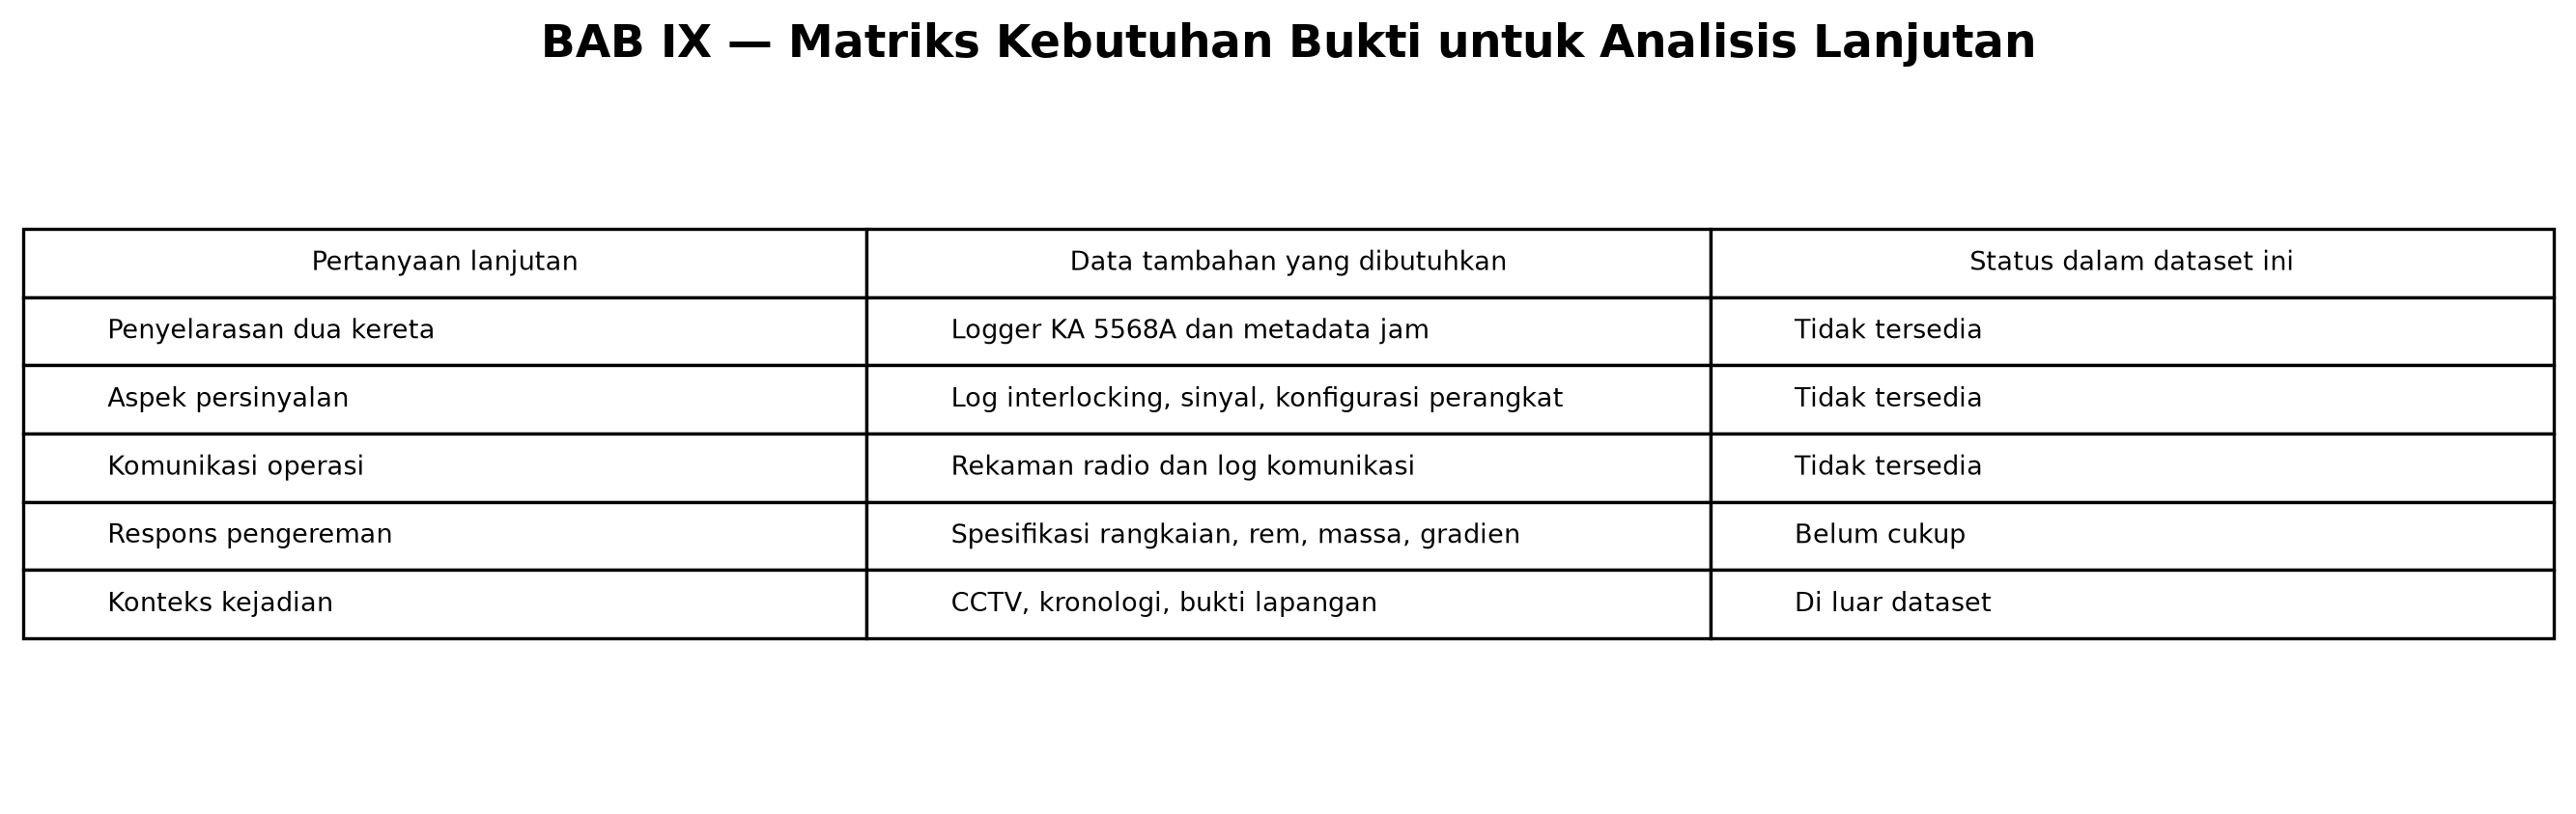 BAB IX — Matriks Kebutuhan Bukti untuk Analisis Lanjutan
Pertanyaan lanjutan Data tambahan yang dibutuhkan Status dalam dataset ini
Penyelarasan dua kereta Logger KA 5568A dan metadata jam Tidak tersedia
Aspek persinyalan Log interlocking, sinyal, konfigurasi perangkat Tidak tersedia
Komunikasi operasi Rekaman radio dan log komunikasi Tidak tersedia
Respons pengereman Spesifikasi rangkaian, rem, massa, gradien Belum cukup
Konteks kejadian CCTV, kronologi, bukti lapangan Di luar dataset